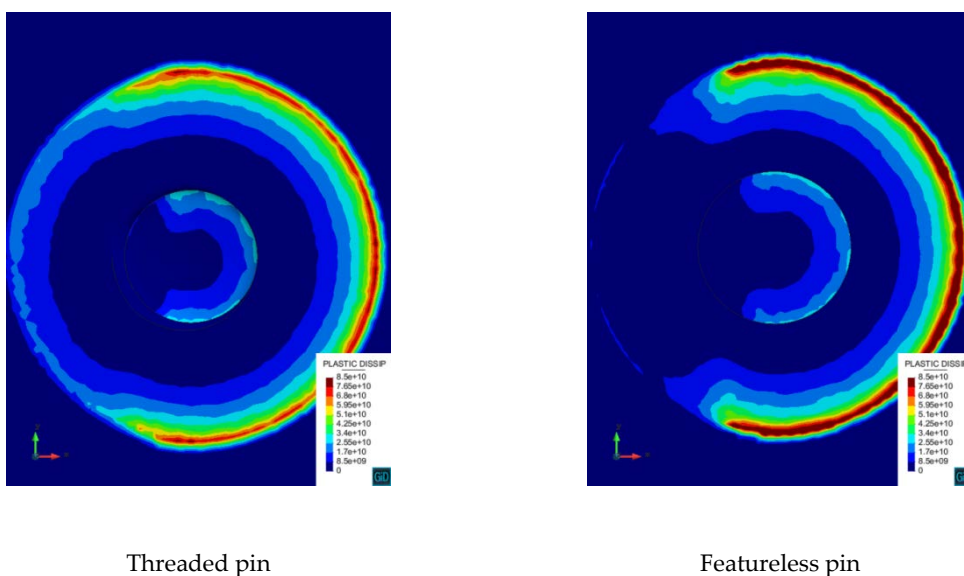 PLASTIC DISSIP
8.5e+10
7.65e+10
6.8e+10
5.95e+10
5.1e+10
4.25e+10
3.4e+10
2.55e+10
1.7e+10
8.5e+09
0
y
x
GiD
PLASTIC DISSIP
8.5e+10
7.65e+10
6.8e+10
5.95e+10
5.1e+10
4.25e+10
3.4e+10
2.55e+10
1.7e+10
8.5e+09
0
y
x
Threaded pin
Featureless pin